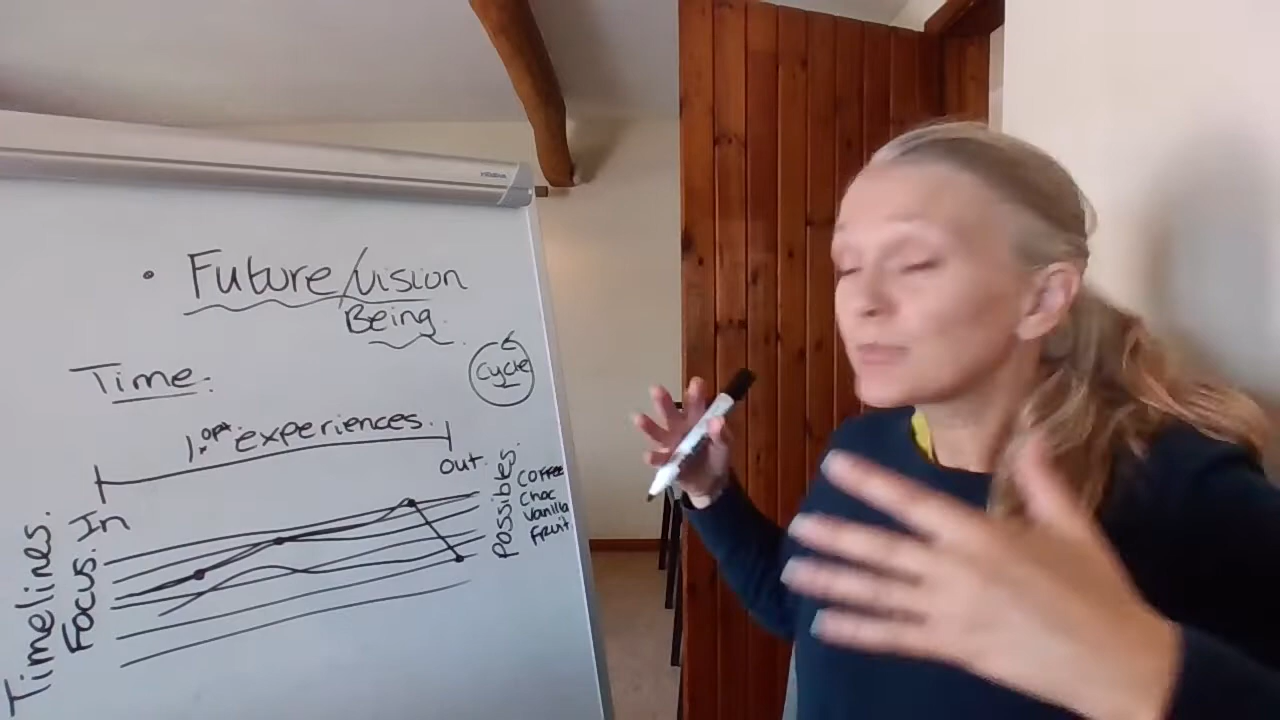 • Future/Vision
Being.
Time.
Cycle
1. opt. experiences.
In
out.
Timelines.
Focus.
Possibles.
Coffee
Choc
Vanilla
Fruit